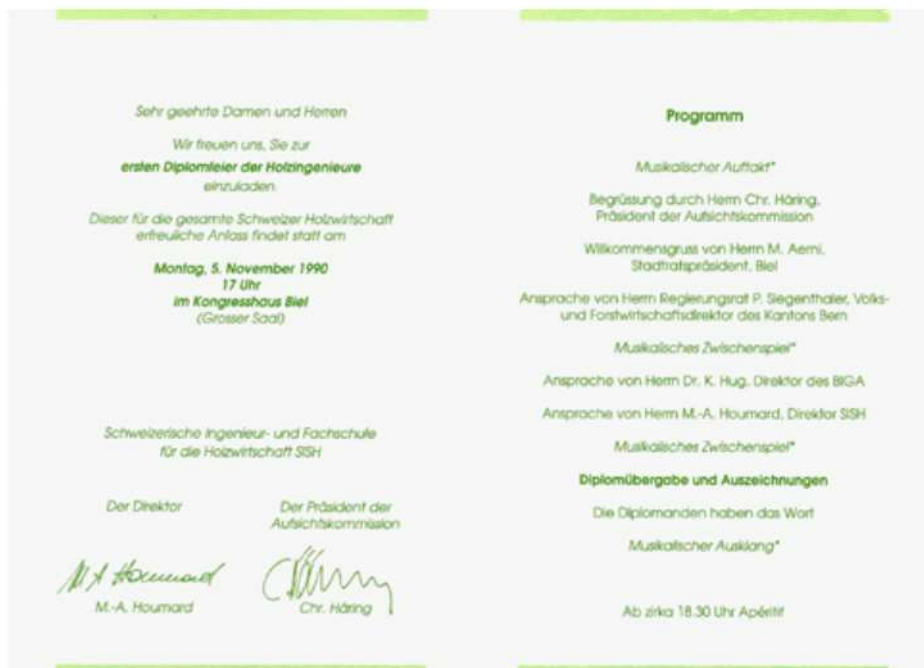 Sehr geehrte Damen und Herren
Wir freuen uns, Sie zur
ersten Diplomfeier der Holzingenieure
einzuladen.
Dieser für die gesamte Schweizer Holzwirtschaft
erfreuliche Anlass findet statt am
Montag, 5. November 1990
17 Uhr
im Kongresshaus Biel
(Grosser Saal)
Schweizerische Ingenieur- und Fachschule
für die Holzwirtschaft SISH
Der Direktor
M A Houmard
M.-A. Houmard
Der Präsident der
Aufsichtskommission
Chr. Häring
Programm
Musikalischer Auftakt*
Begrüssung durch Herrn Chr. Häring,
Präsident der Aufsichtskommission
Willkommensgruss von Herrn M. Aerni,
Stadtratspräsident, Biel
Ansprache von Herrn Regierungsrat P. Siegenthaler, Volks-
und Forstwirtschaftsdirektor des Kantons Bern
Musikalisches Zwischenspiel*
Ansprache von Herrn Dr. K. Hug, Direktor des BIGA
Ansprache von Herrn M.-A. Houmard, Direktor SISH
Musikalisches Zwischenspiel*
Diplomübergabe und Auszeichnungen
Die Diplomanden haben das Wort
Musikalischer Ausklang*
Ab zirka 18.30 Uhr Apéritif